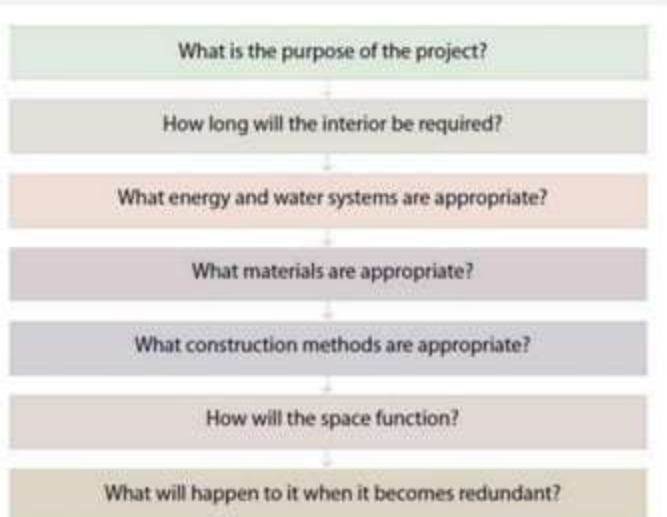 What is the purpose of the project?
How long will the interior be required?
What energy and water systems are appropriate?
What materials are appropriate?
What construction methods are appropriate?
How will the space function?
What will happen to it when it becomes redundant?